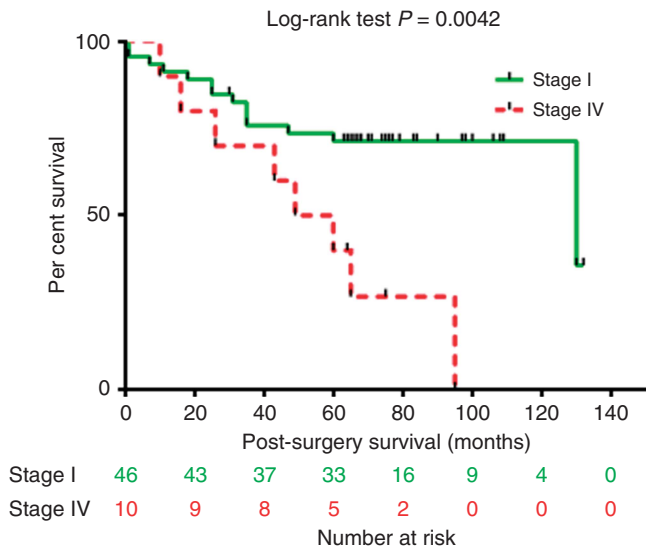 Log-rank test P = 0.0042
100
50
0
Per cent survival
Stage I
Stage IV
0 20 40 60 80 100 120 140
Post-surgery survival (months)
Stage I 46 43 37 33 16 9 4 0
Stage IV 10 9 8 5 2 0 0 0
Number at risk